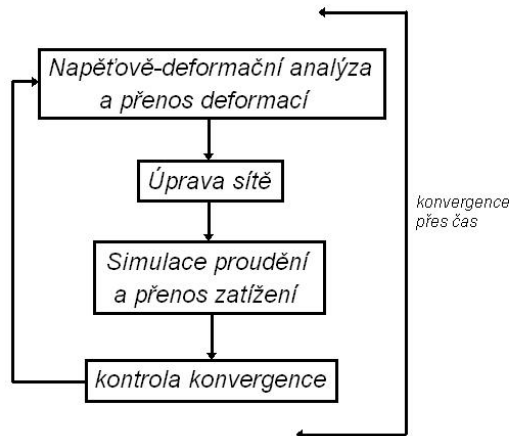 Napěťově-deformační analýza
a přenos deformací
Úprava sítě
Simulace proudění
a přenos zatížení
kontrola konvergence
konvergence
přes čas